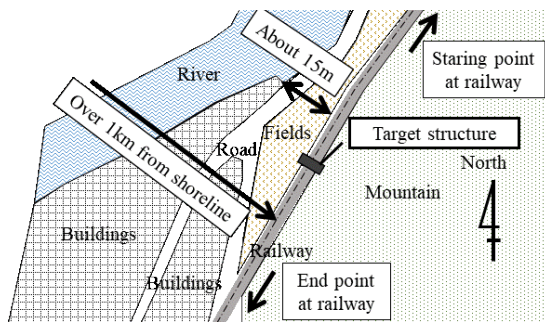 About 15m
Staring point
at railway
River
Over 1km from shoreline
Fields
Target structure
Road
North
Mountain
Buildings
Railway
Buildings
End point
at railway